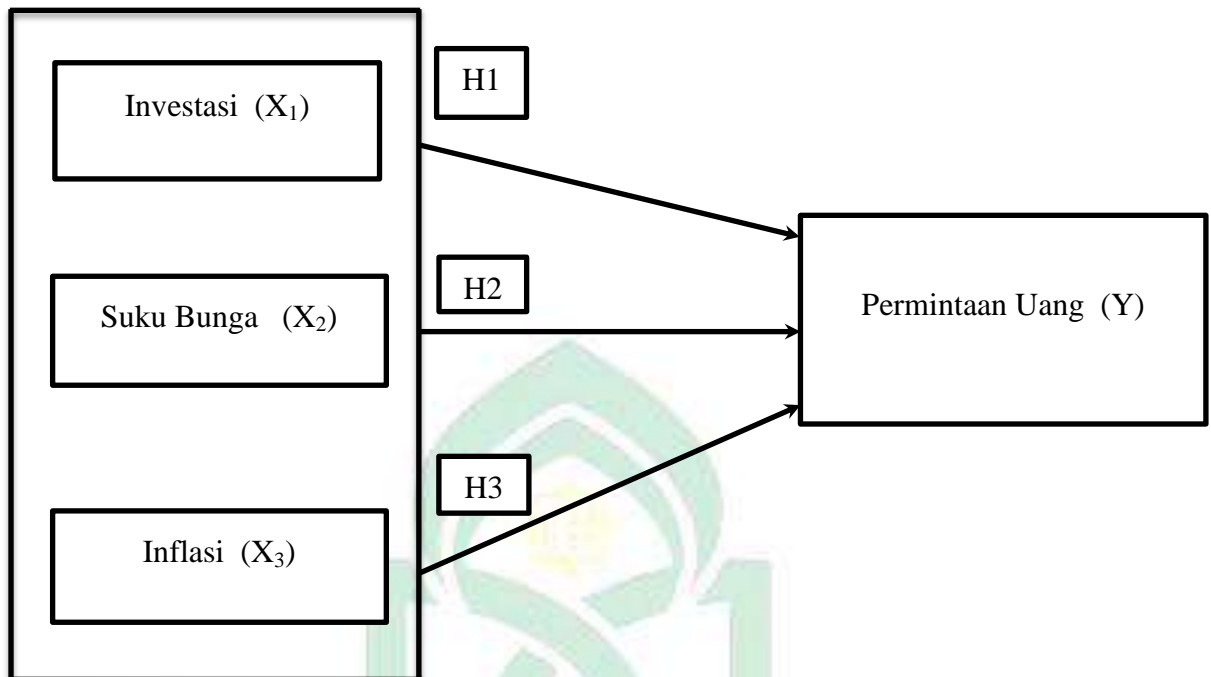 H1
Investasi (X₁)
H2
Suku Bunga (X₂)
Permintaan Uang (Y)
H3
Inflasi (X₃)